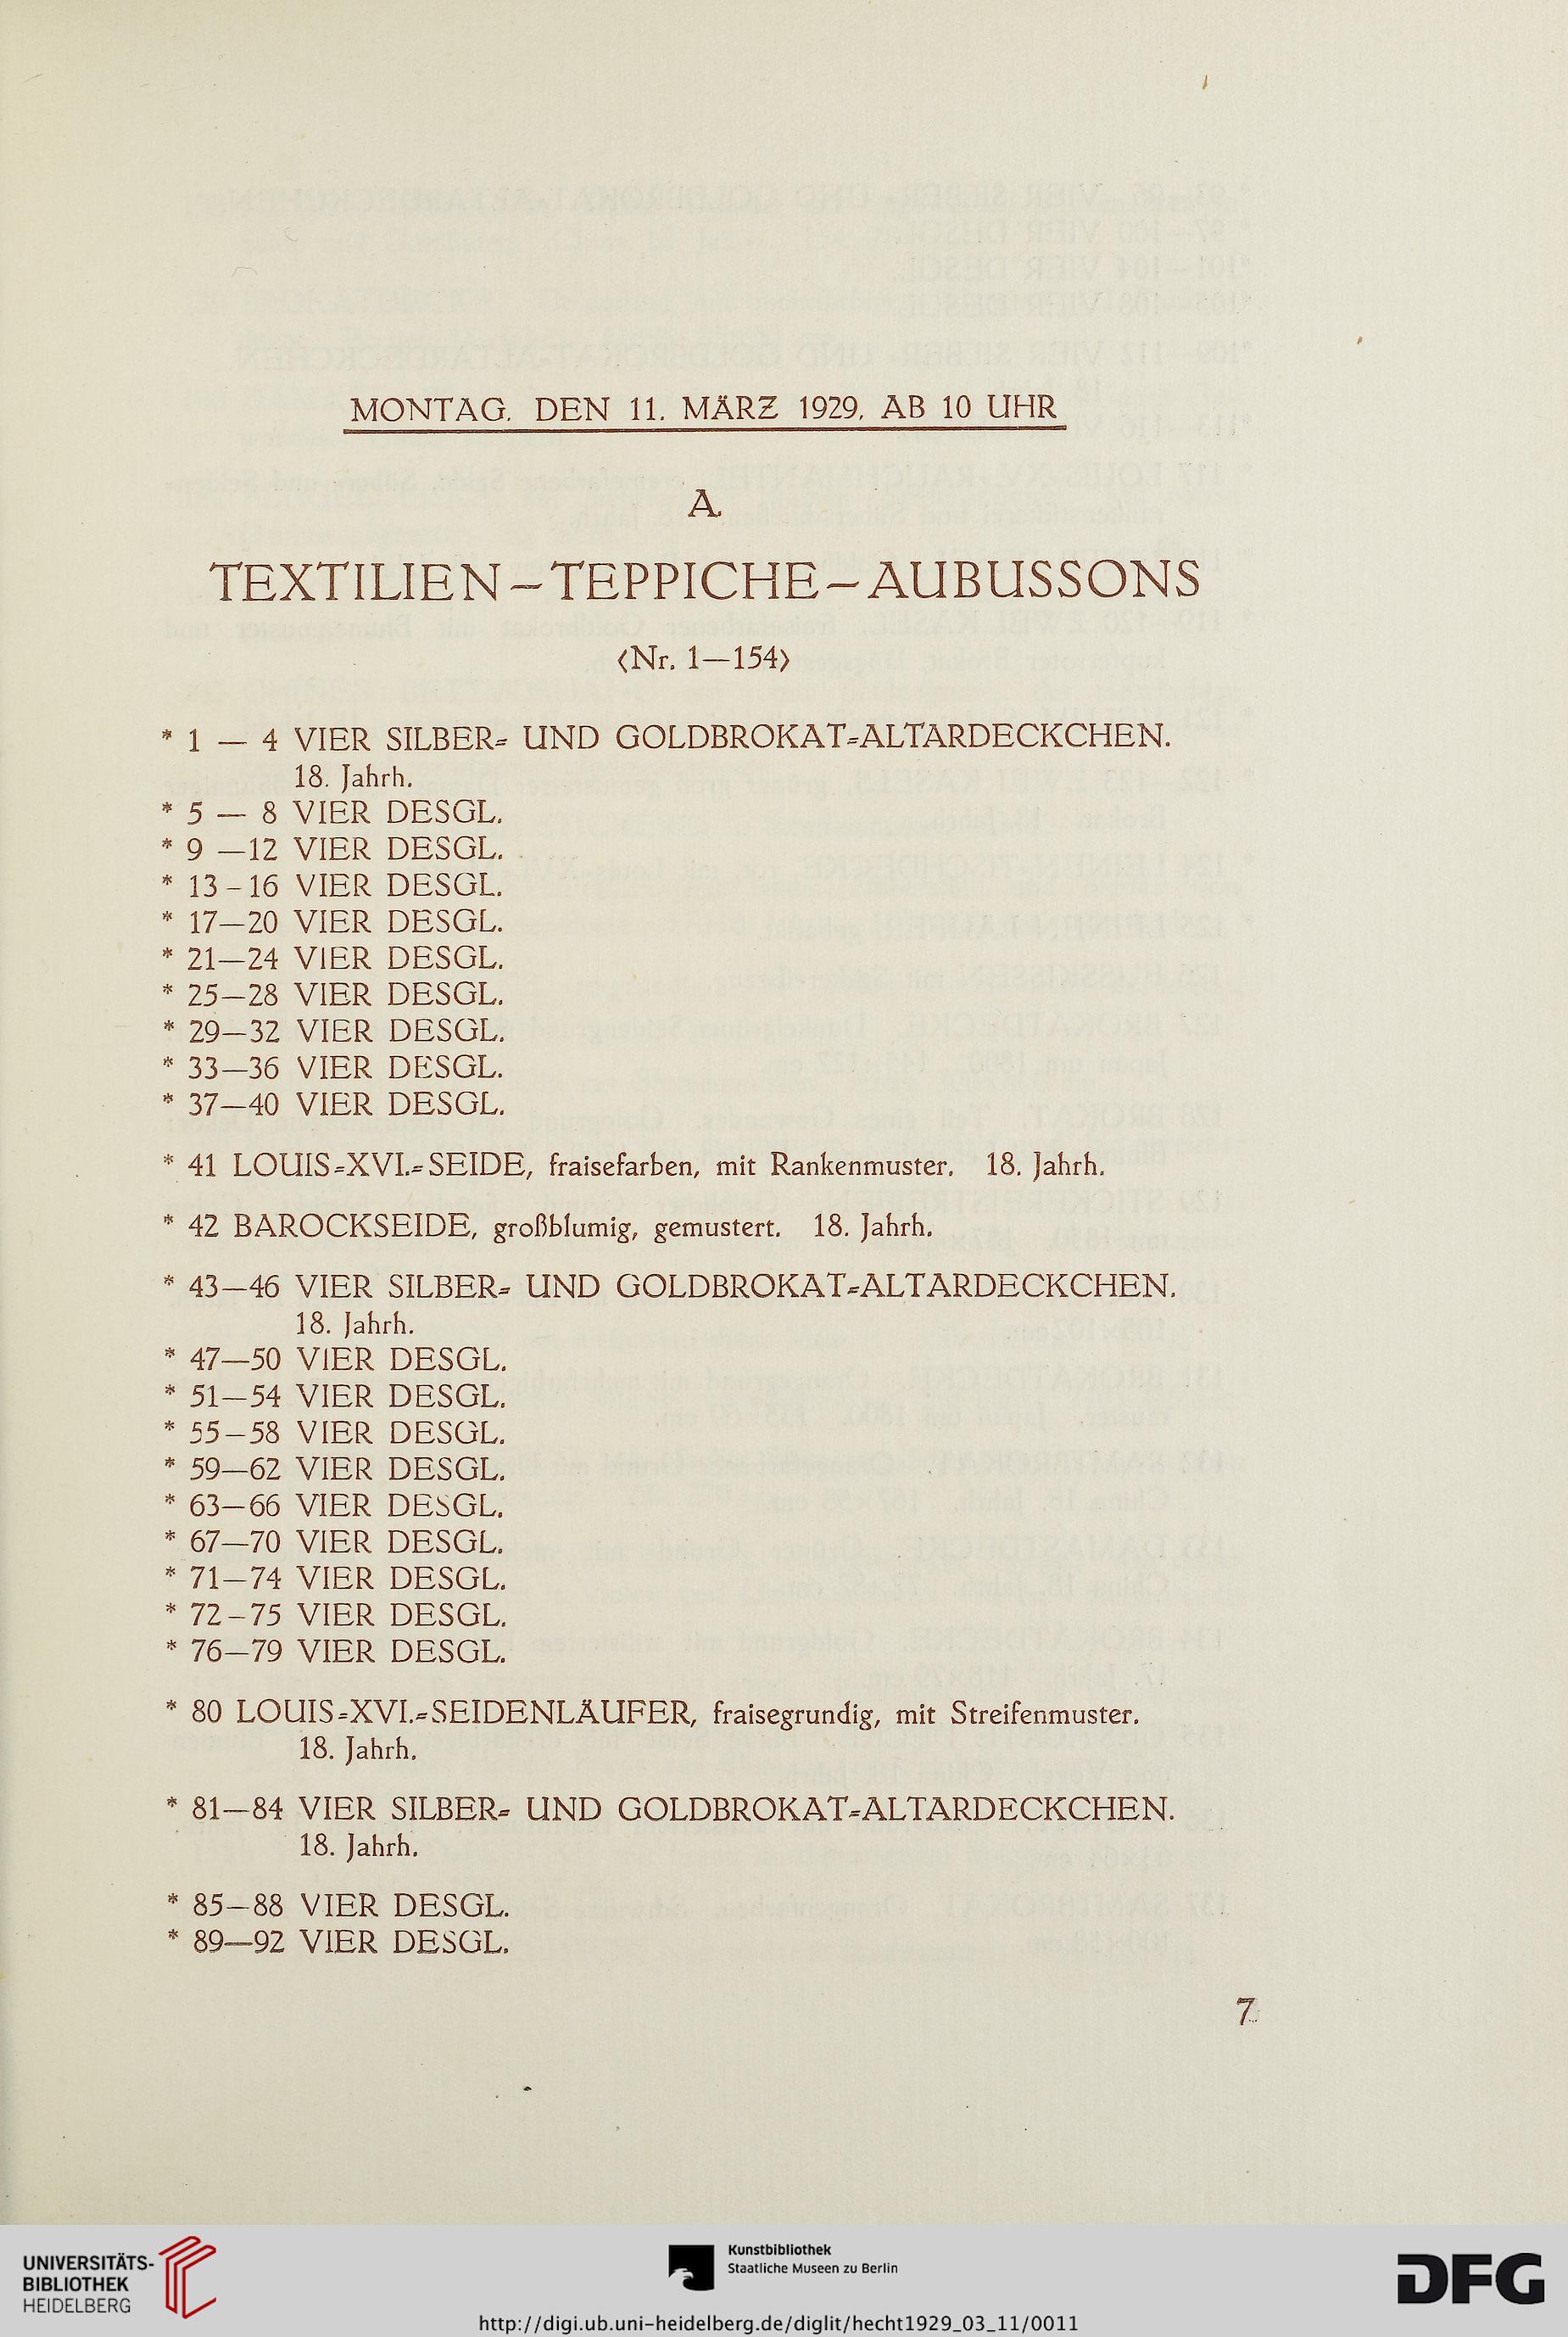 MONTAG, DEN 11. MÄRZ 1929, AB 10 UHR
A.
TEXTILIEN – TEPPICHE – AUBUSSONS
(Nr. 1—154)
* 1 — 4 VIER SILBER- UND GOLDBROKAT-ALTARDECKCHEN.
18. Jahrh.
* 5 — 8 VIER DESGL.
* 9 —12 VIER DESGL.
* 13–16 VIER DESGL.
* 17—20 VIER DESGL.
* 21—24 VIER DESGL.
* 25—28 VIER DESGL.
* 29—32 VIER DESGL.
* 33—36 VIER DESGL.
* 37—40 VIER DESGL.
* 41 LOUIS-XVI.-SEIDE, fraisefarben, mit Rankenmuster. 18. Jahrh.
* 42 BAROCKSEIDE, großblumig, gemustert. 18. Jahrh.
* 43—46 VIER SILBER- UND GOLDBROKAT-ALTARDECKCHEN.
18. Jahrh.
* 47—50 VIER DESGL.
* 51—54 VIER DESGL.
* 55—58 VIER DESGL.
* 59—62 VIER DESGL.
* 63—66 VIER DESGL.
* 67—70 VIER DESGL.
* 71—74 VIER DESGL.
* 72–75 VIER DESGL.
* 76—79 VIER DESGL.
* 80 LOUIS-XVI.-SEIDENLÄUFER, fraisegrundig, mit Streifenmuster.
18. Jahrh.
* 81—84 VIER SILBER- UND GOLDBROKAT-ALTARDECKCHEN.
18. Jahrh.
* 85—88 VIER DESGL.
* 89—92 VIER DESGL.
7
UNIVERSITÄTS-
BIBLIOTHEK
HEIDELBERG
Kunstbibliothek
Staatliche Museen zu Berlin
DFG
http://digi.ub.uni-heidelberg.de/diglit/hecht1929_03_11/0011